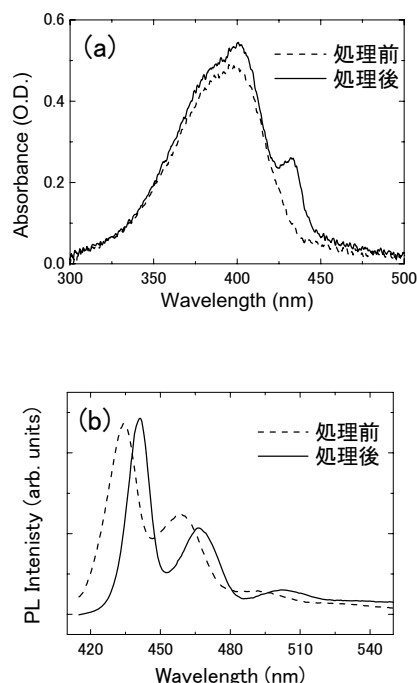 (a)
処理前
処理後
0.6
0.4
0.2
0.0
Absorbance (O.D.)
300 350 400 450 500
Wavelength (nm)
(b)
処理前
処理後
PL Intenisty (arb. units)
420 450 480 510 540
Wavelength (nm)